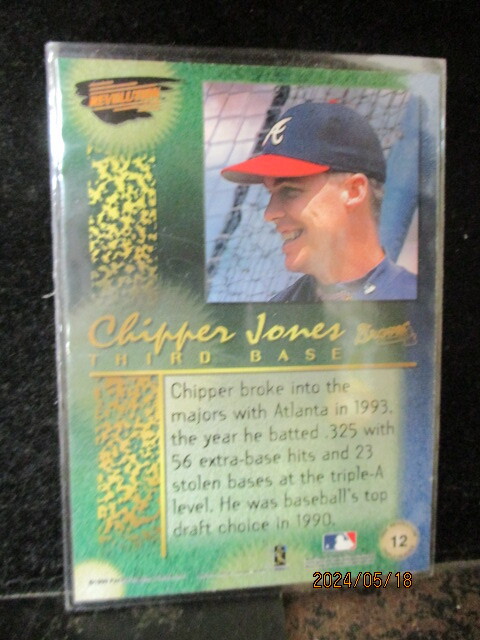 REVOLUTION
A
Chipper Jones
Braves
THIRD BASE
Chipper broke into the
majors with Atlanta in 1993,
the year he batted .325 with
56 extra-base hits and 23
stolen bases at the triple-A
level. He was baseball's top
draft choice in 1990.
12
2024/05/18